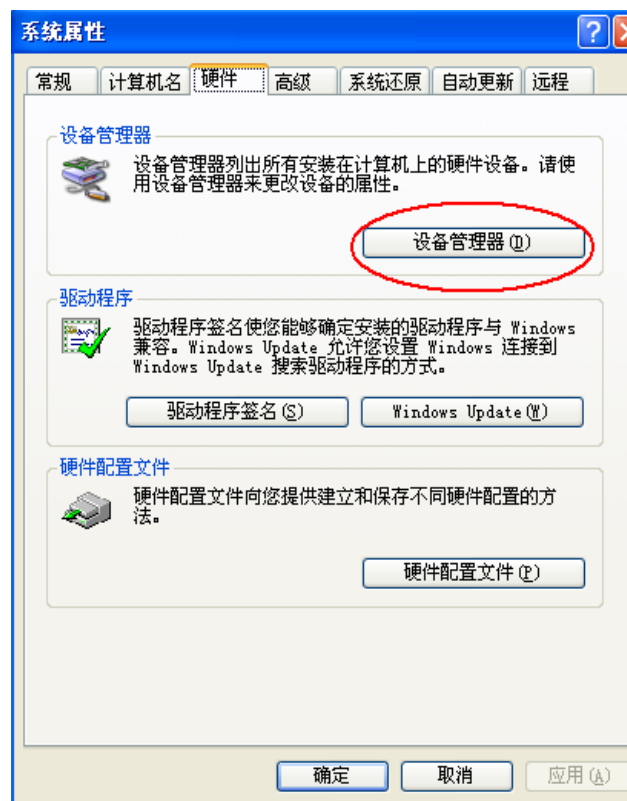 系统属性
常规 计算机名 硬件 高级 系统还原 自动更新 远程
设备管理器
设备管理器列出所有安装在计算机上的硬件设备。请使
用设备管理器来更改设备的属性。
设备管理器(D)
驱动程序
驱动程序签名使您能够确定安装的驱动程序与 Windows
兼容。Windows Update 允许您设置 Windows 连接到
Windows Update 搜索驱动程序的方式。
驱动程序签名(S) Windows Update(W)
硬件配置文件
硬件配置文件向您提供建立和保存不同硬件配置的方
法。
硬件配置文件(P)
确定 取消 应用(A)